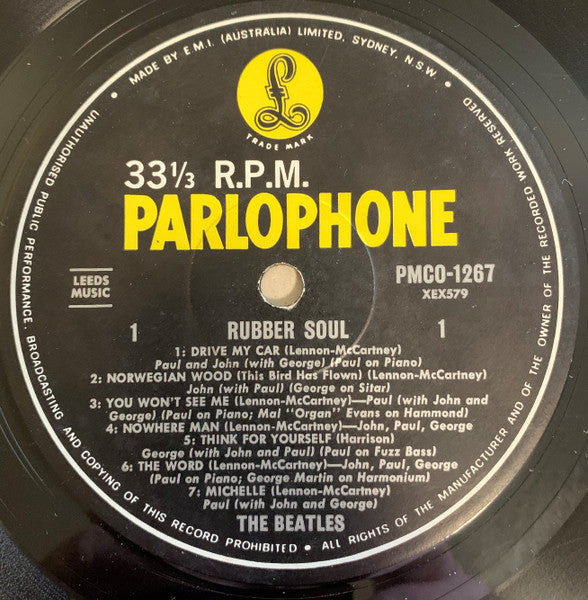 • MADE BY E.M.I. (AUSTRALIA) LIMITED, SYDNEY, N.S.W. •
UNAUTHORISED PUBLIC PERFORMANCE, BROADCASTING AND COPYING OF THIS RECORD PROHIBITED • ALL RIGHTS OF THE MANUFACTURER AND OF THE OWNER OF THE RECORDED WORK RESERVED
£
TRADE MARK
33⅓ R.P.M.
PARLOPHONE
LEEDS
MUSIC
PMCO-1267
XEX579
1 RUBBER SOUL 1
1: DRIVE MY CAR (Lennon-McCartney)
Paul and John (with George) (Paul on Piano)
2: NORWEGIAN WOOD (This Bird Has Flown) (Lennon-McCartney)
John (with Paul) (George on Sitar)
3: YOU WON'T SEE ME (Lennon-McCartney)—Paul (with John and
George) (Paul on Piano; Mal "Organ" Evans on Hammond)
4: NOWHERE MAN (Lennon-McCartney)—John, Paul, George
5: THINK FOR YOURSELF (Harrison)
George (with John and Paul) (Paul on Fuzz Bass)
6: THE WORD (Lennon-McCartney)—John, Paul, George
(Paul on Piano; George Martin on Harmonium)
7: MICHELLE (Lennon-McCartney)
Paul (with John and George)
THE BEATLES